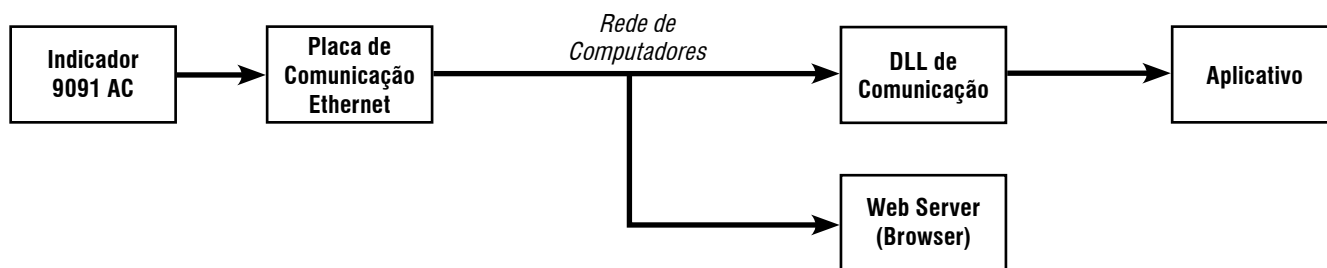 Indicador
9091 AC
Placa de
Comunicação
Ethernet
Rede de
Computadores
DLL de
Comunicação
Aplicativo
Web Server
(Browser)